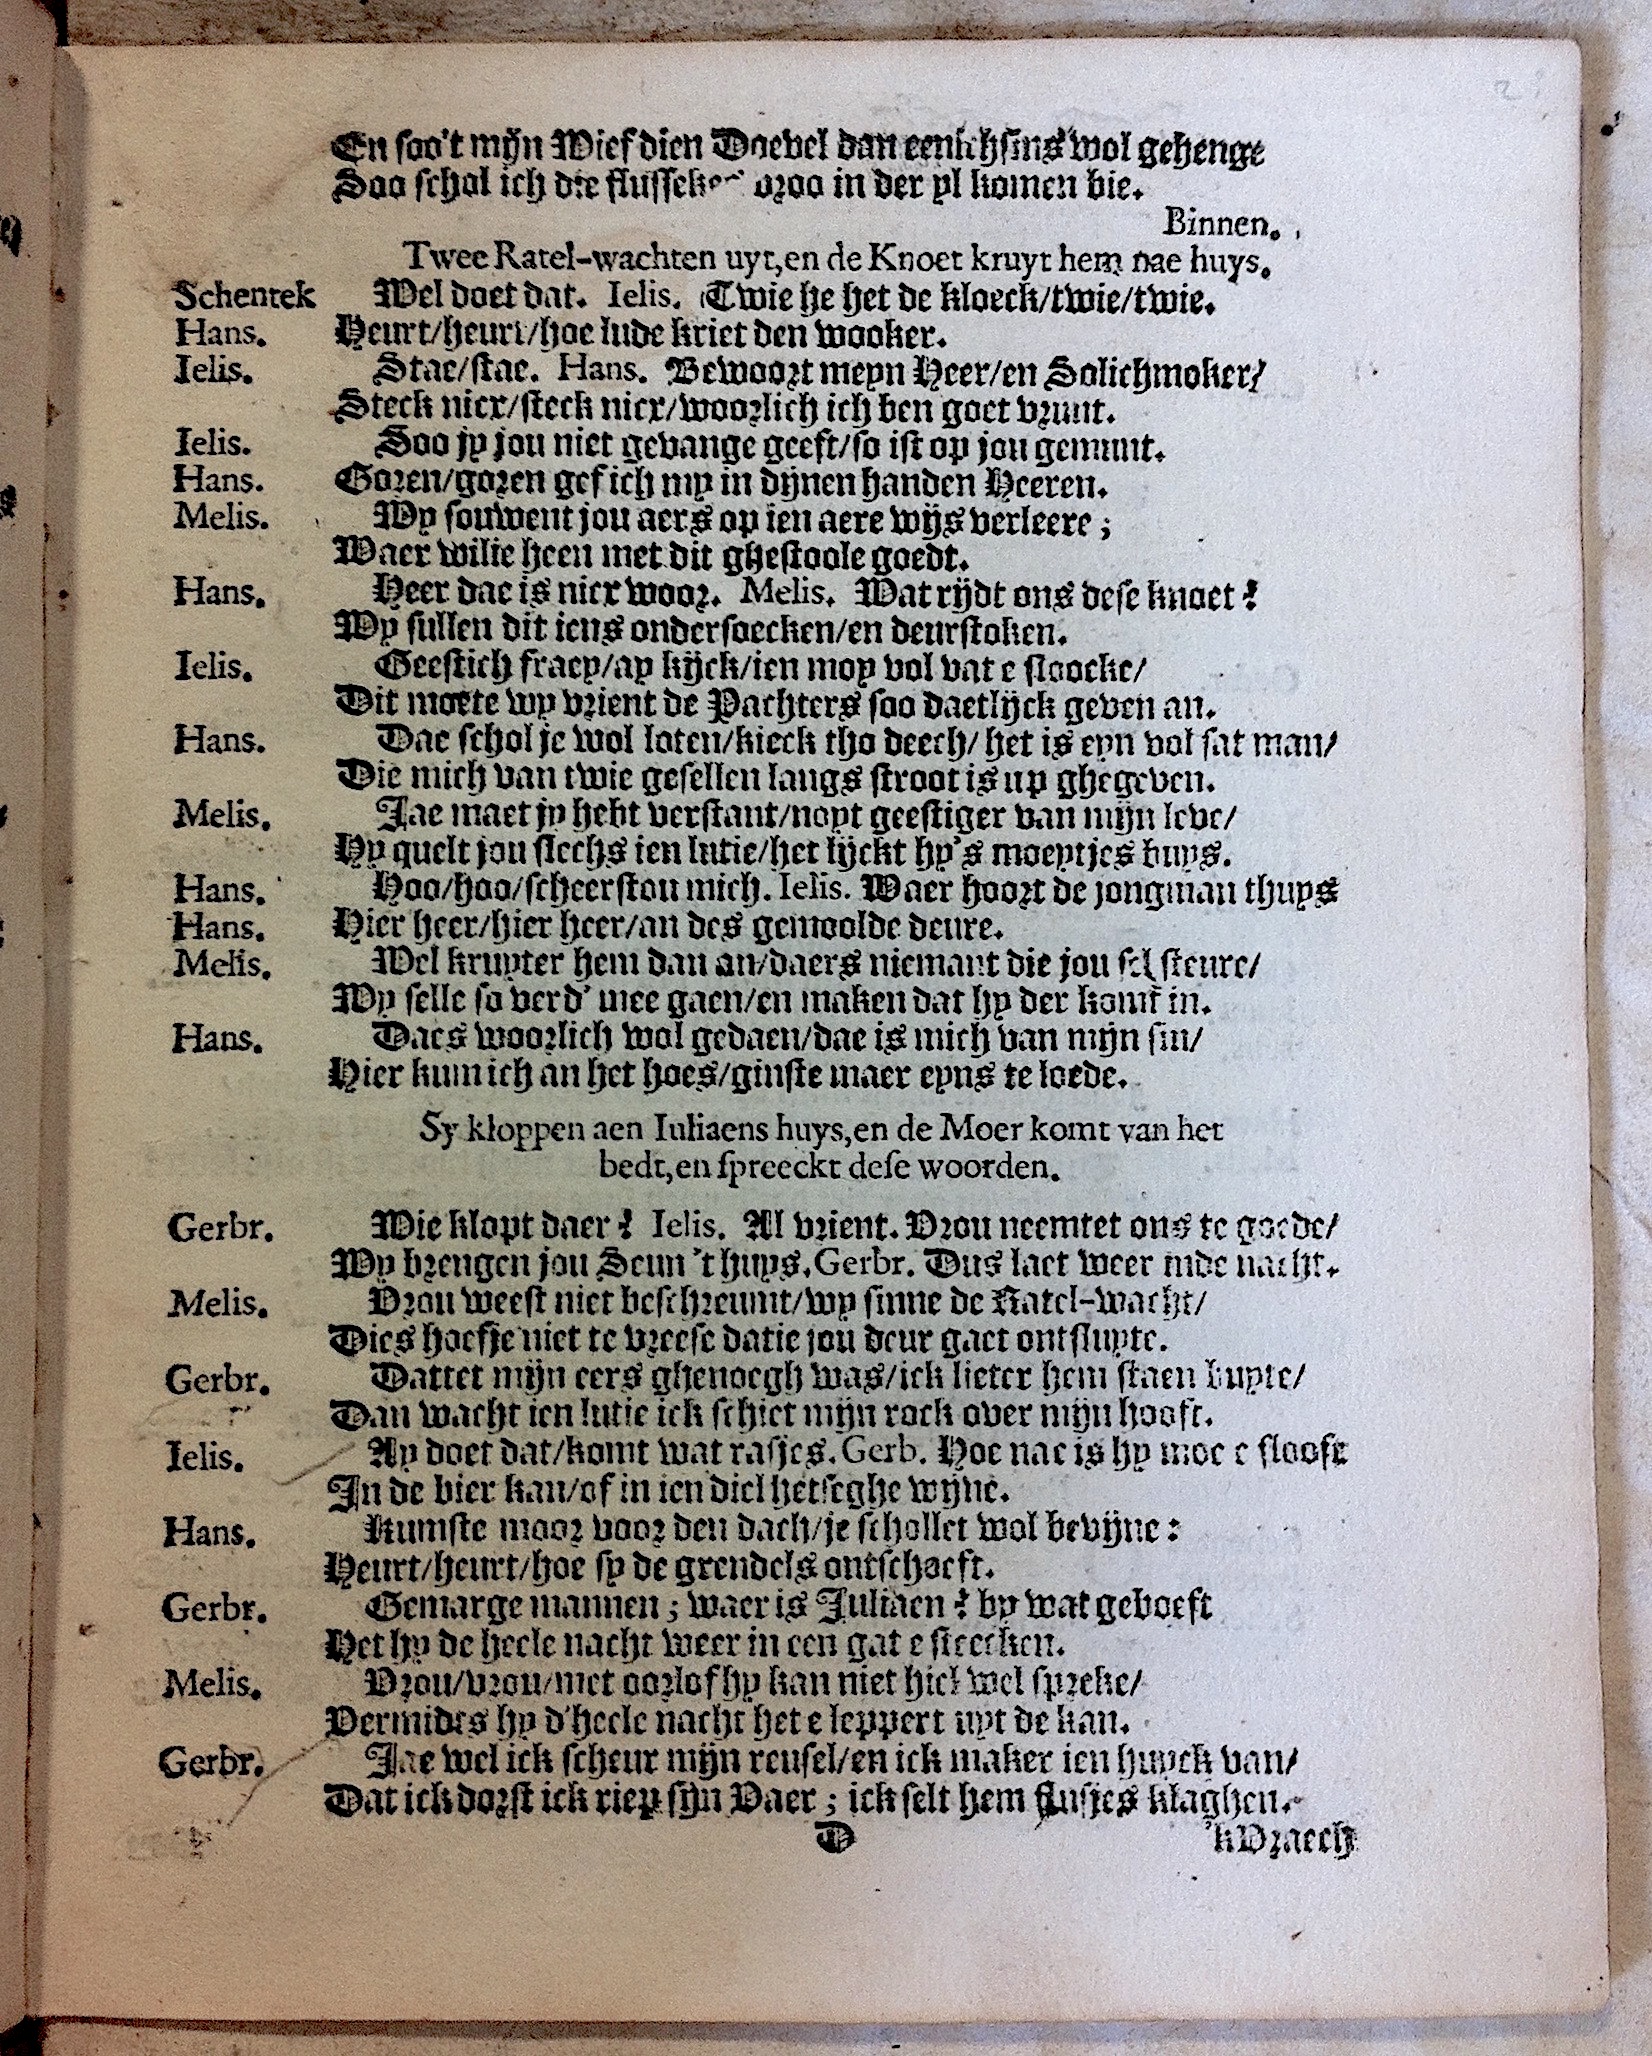 En soo't mijn Wief dien Doevel dan eenichsins wol gehenge
Soo schol ich die flusseker vroo in der yl komen bie.
Binnen.
Twee Ratel-wachten uyt, en de Knoet kruyt hem nae huys.
Schentek Wel doet dat. Ielis. Twie he het de kloeck/twie/twie.
Hans. Heurt/heurt/hoe lude kriet den wooker.
Ielis. Stae/stae. Hans. Bewoort meyn Heer/en Solichmoker/
Steck nicx/steck nicx/woorlich ich ben goet vrunt.
Ielis. Soo jy jou niet gevange geeft/so ist op jou gemunt.
Hans. Goren/goren gef ich my in dijnen handen Heeren.
Melis. Wy souwent jou aers op ien aere wijs verleere;
Waer wilie heen met dit ghestoole goedt.
Hans. Heer dae is nicx woor. Melis. Wat rijdt ons dese knoet?
Wy sullen dit iens ondersoecken/en deurstoken.
Ielis. Geestich fraey/ay kijck/ien moy vol vat e sloocke/
Dit moete wy vrient de Pachters soo daetlijck geven an.
Hans. Dae schol je wol loten/kieck tho deech/het is eyn vol sat man/
Die mich van twie gesellen langs stroot is up ghegeven.
Melis. Jae maet jy hebt verstant/noyt geestiger van mijn leve/
Hy quelt jou slechs ien lutie/het lijckt hy's moeytjes buys.
Hans. Hoo/hoo/scheerstou mich. Ielis. Waer hoort de jongman thuys
Hans. Hier heer/hier heer/an des gemoolde deure.
Melis. Wel kruyter hem dan an/daers niemant die jou sel steure/
Wy selle so verd' mee gaen/en maken dat hy der komt in.
Hans. Daes woorlich wol gedaen/dae is mich van mijn sin/
Hier kum ich an het hoes/ginste maer eyns te loede.
Sy kloppen aen Iuliaens huys, en de Moer komt van het
bedt, en spreeckt dese woorden.
Gerbr. Wie klopt daer? Ielis. Al vrient. Vrou neemtet ons te goede/
Wy brengen jou Seun 't huys. Gerbr. Dus laet weer inde nacht.
Melis. Vrou weest niet beschreumt/wy sinne de Ratel-wacht/
Dies hoefje niet te vreese datie jou deur gaet ontsluyte.
Gerbr. Dattet mijn eers ghenoegh was/ick lieter hem staen buyte/
Dan wacht ien lutie ick schiet mijn rock over mijn hooft.
Ielis. Ay doet dat/komt wat rasjes. Gerb. Hoe nae is hy moe e slooft
In de bier kan/of in ien diel hetseghe wijne.
Hans. Kumste moor voor den dach/je schollet wol bevijne:
Heurt/heurt/hoe sy de grendels ontschaeft.
Gerbr. Gemarge mannen; waer is Juliaen? by wat geboeft
Het hy de heele nacht weer in een gat e steecken.
Melis. Vrou/vrou/met oorlof hy kan niet hiel wel spreke/
Vermides hy d'heele nacht het e leppert uyt de kan.
Gerbr. Jae wel ick scheur mijn reusel/en ick maker ien huyck van/
Dat ick dorst ick riep sijn Vaer; ick selt hem flusjes klaghen.
D 'kVraech